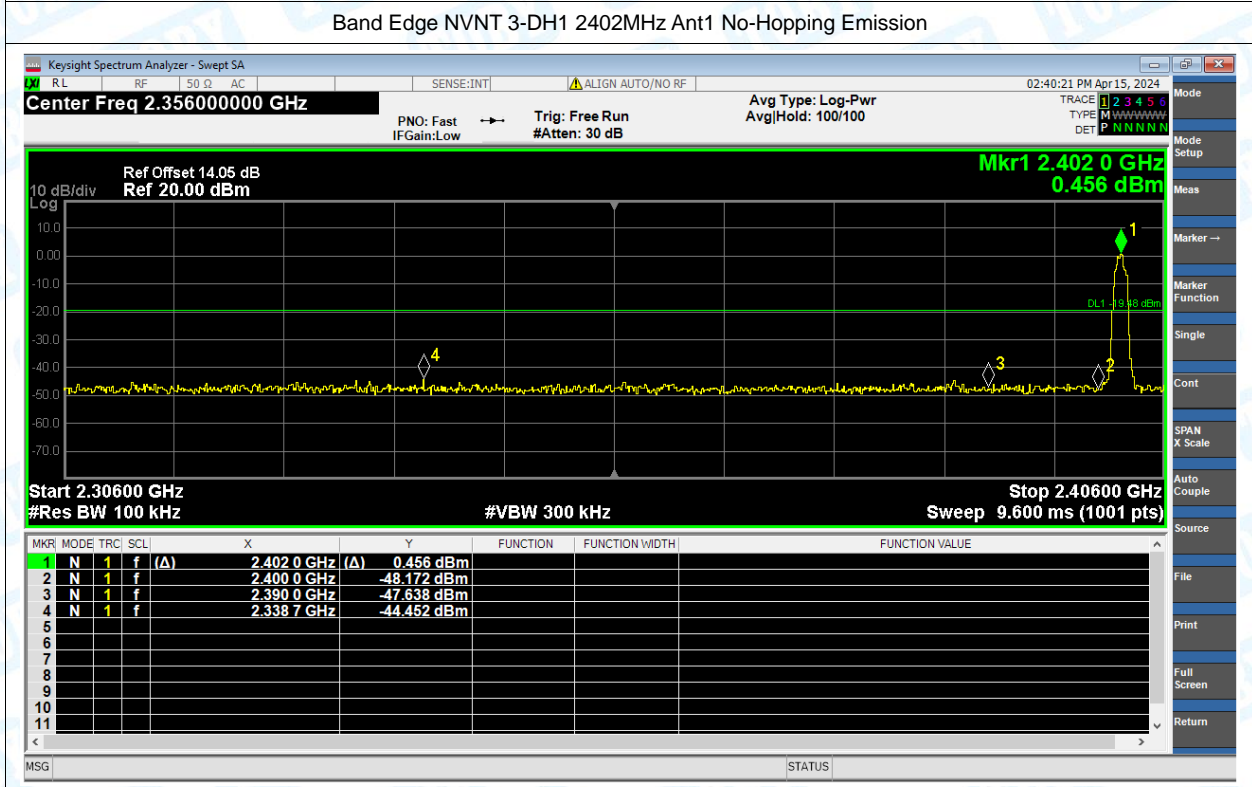 Band Edge NVNT 3-DH1 2402MHz Ant1 No-Hopping Emission
Keysight Spectrum Analyzer - Swept SA
LXI RL RF 50 Ω AC SENSE:INT ALIGN AUTO/NO RF 02:40:21 PM Apr 15, 2024
Center Freq 2.356000000 GHz
PNO: Fast
IFGain:Low
Trig: Free Run
#Atten: 30 dB
Avg Type: Log-Pwr
Avg|Hold: 100/100
TRACE 1 2 3 4 5 6
TYPE M W W W W W
DET P N N N N N
Ref Offset 14.05 dB
10 dB/div Ref 20.00 dBm
Log
Mkr1 2.402 0 GHz
0.456 dBm
10.0
0.00
-10.0
-20.0
-30.0
-40.0
-50.0
-60.0
-70.0
1
DL1 -19.48 dBm
4
3
2
Start 2.30600 GHz Stop 2.40600 GHz
#Res BW 100 kHz #VBW 300 kHz Sweep 9.600 ms (1001 pts)
MKR MODE TRC SCL X Y FUNCTION FUNCTION WIDTH FUNCTION VALUE
1 N 1 f (Δ) 2.402 0 GHz (Δ) 0.456 dBm
2 N 1 f 2.400 0 GHz -48.172 dBm
3 N 1 f 2.390 0 GHz -47.638 dBm
4 N 1 f 2.338 7 GHz -44.452 dBm
5
6
7
8
9
10
11
MSG STATUS
Mode
Mode Setup
Meas
Marker →
Marker Function
Single
Cont
SPAN X Scale
Auto Couple
Source
File
Print
Full Screen
Return